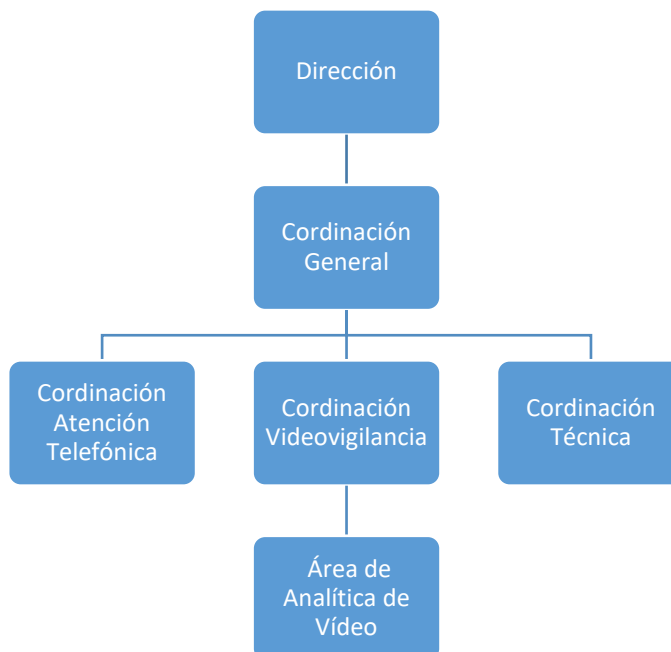 Dirección
Cordinación
General
Cordinación
Atención
Telefónica
Cordinación
Videovigilancia
Cordinación
Técnica
Área de
Analítica de
Vídeo